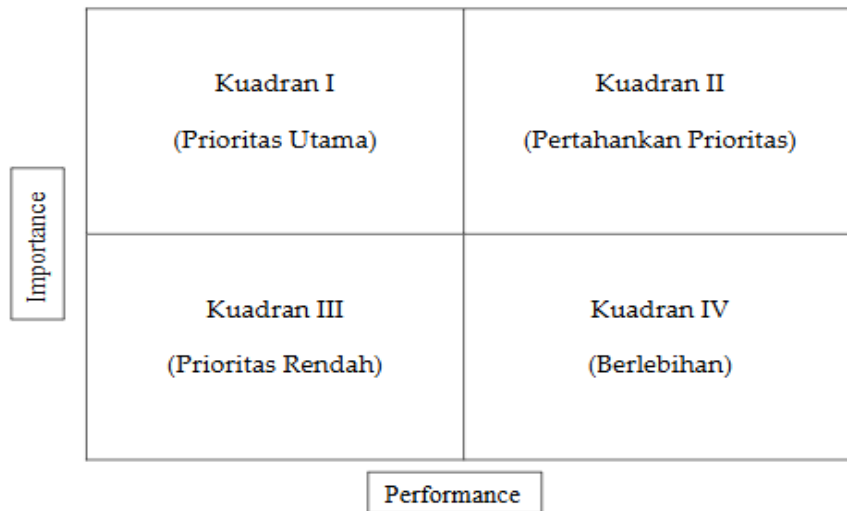 Kuadran I
(Prioritas Utama)
Kuadran II
(Pertahankan Prioritas)
Importance
Kuadran III
(Prioritas Rendah)
Kuadran IV
(Berlebihan)
Performance